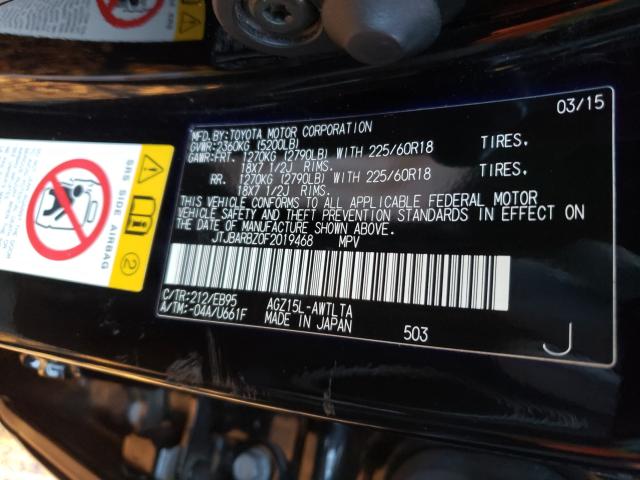 03/15
MFD.BY:TOYOTA MOTOR CORPORATION
GVWR:2360KG (5200LB)
GAWR:FRT. 1270KG (2790LB) WITH 225/60R18 TIRES.
18X7 1/2J RIMS.
RR. 1270KG (2790LB) WITH 225/60R18 TIRES.
18X7 1/2J RIMS.
THIS VEHICLE CONFORMS TO ALL APPLICABLE FEDERAL MOTOR
VEHICLE SAFETY AND THEFT PREVENTION STANDARDS IN EFFECT ON
THE DATE OF MANUFACTURE SHOWN ABOVE.
JTJBARBZ0F2019468 MPV
C/TR:212/EB95 AGZ15L-AWTLTA
A/TM:-04A/U661F MADE IN JAPAN 503
J
SRS SIDE AIRBAG